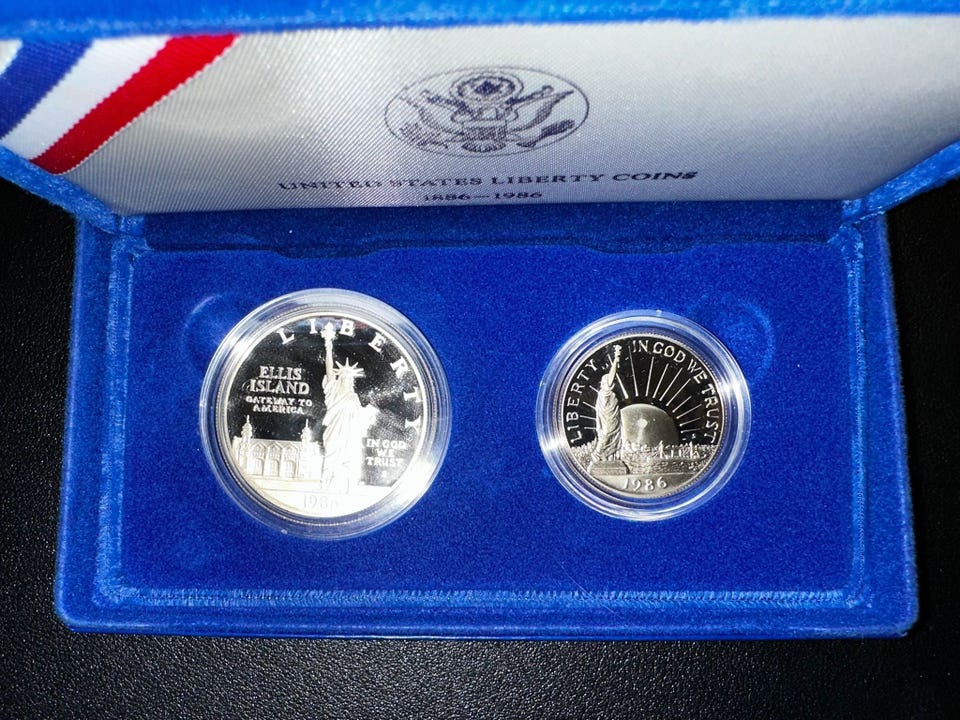 UNITED STATES LIBERTY COINS
1886-1986
LIBERTY
ELLIS
ISLAND
GATEWAY TO
AMERICA
IN GOD
WE
TRUST
1986
LIBERTY IN GOD WE TRUST
1986